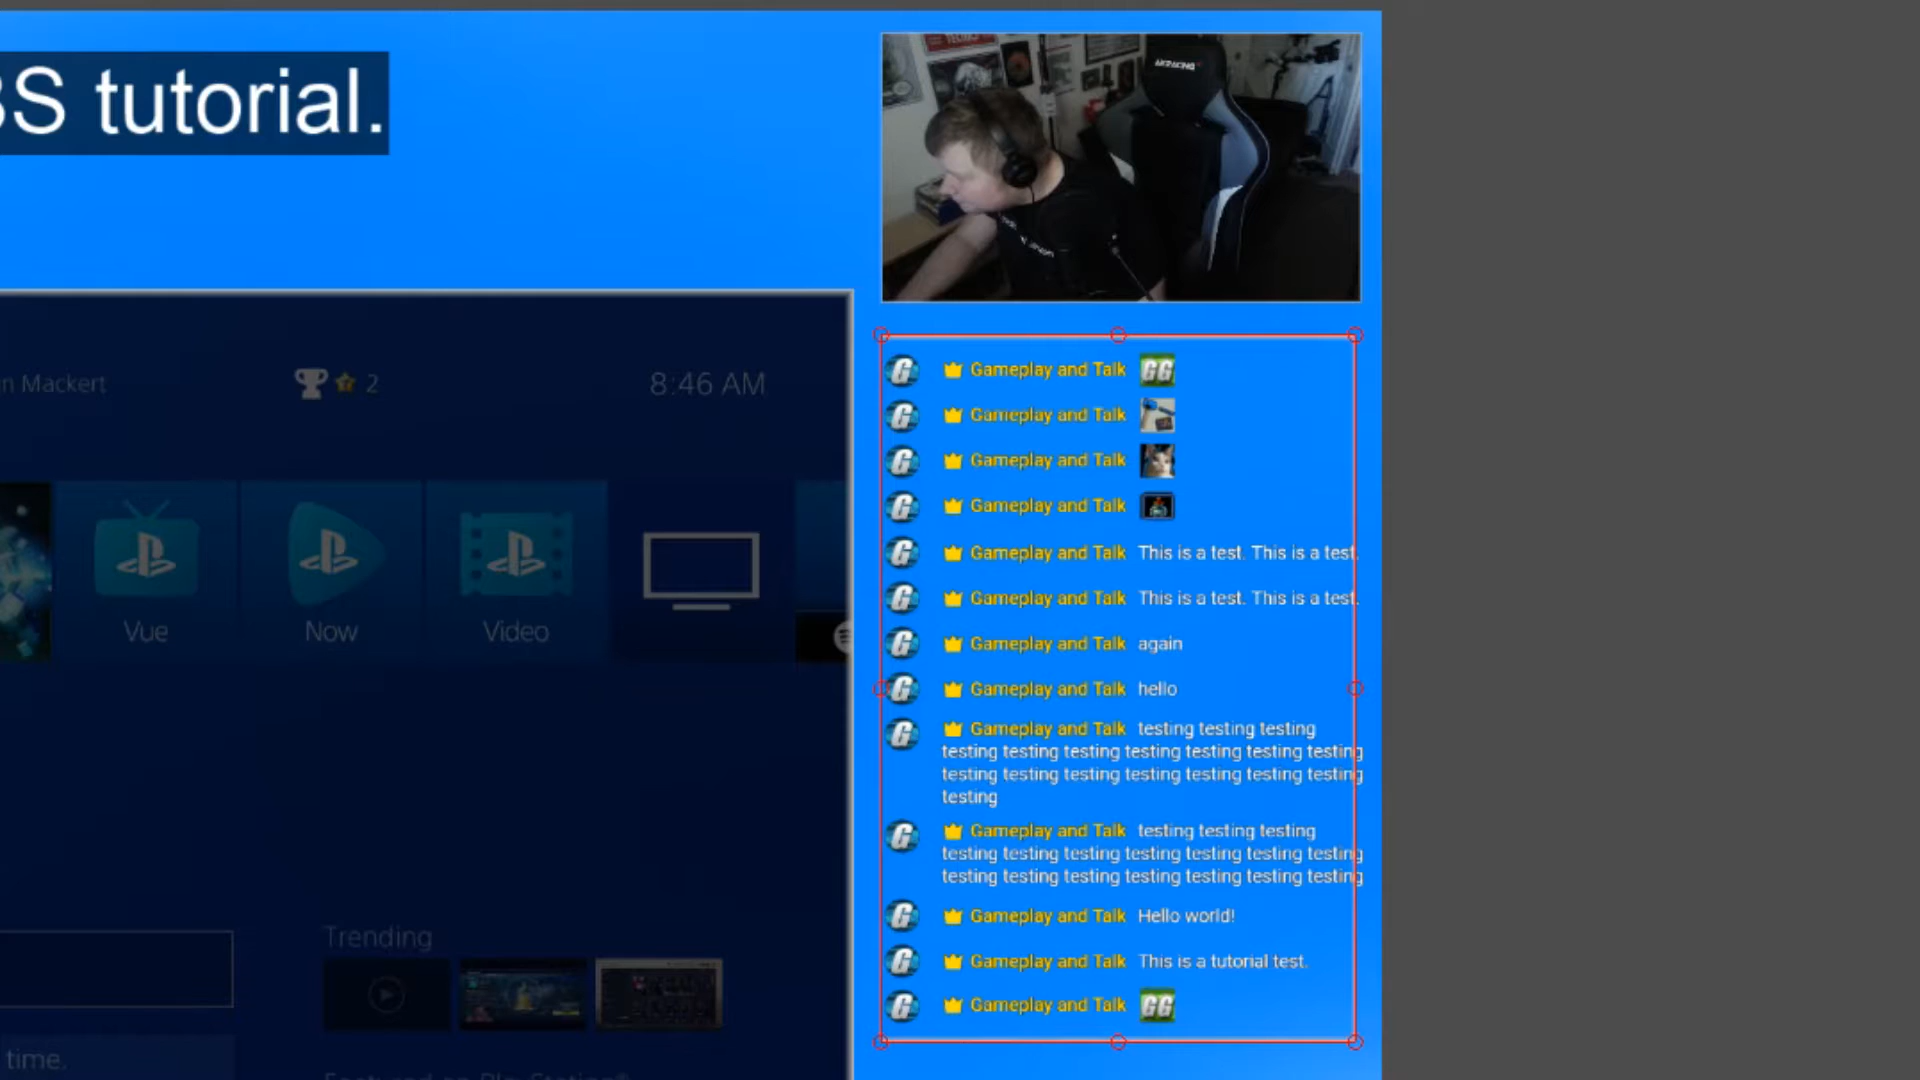 BS tutorial.
AKRACING
n Mackert
2
8:46 AM
Vue
Now
Video
Trending
time.
Gameplay and Talk GG
Gameplay and Talk
Gameplay and Talk
Gameplay and Talk
Gameplay and Talk This is a test. This is a test.
Gameplay and Talk This is a test. This is a test.
Gameplay and Talk again
Gameplay and Talk hello
Gameplay and Talk testing testing testing
testing testing testing testing testing testing testing
testing testing testing testing testing testing testing
testing
Gameplay and Talk testing testing testing
testing testing testing testing testing testing testing
testing testing testing testing testing testing testing
Gameplay and Talk Hello world!
Gameplay and Talk This is a tutorial test.
Gameplay and Talk GG